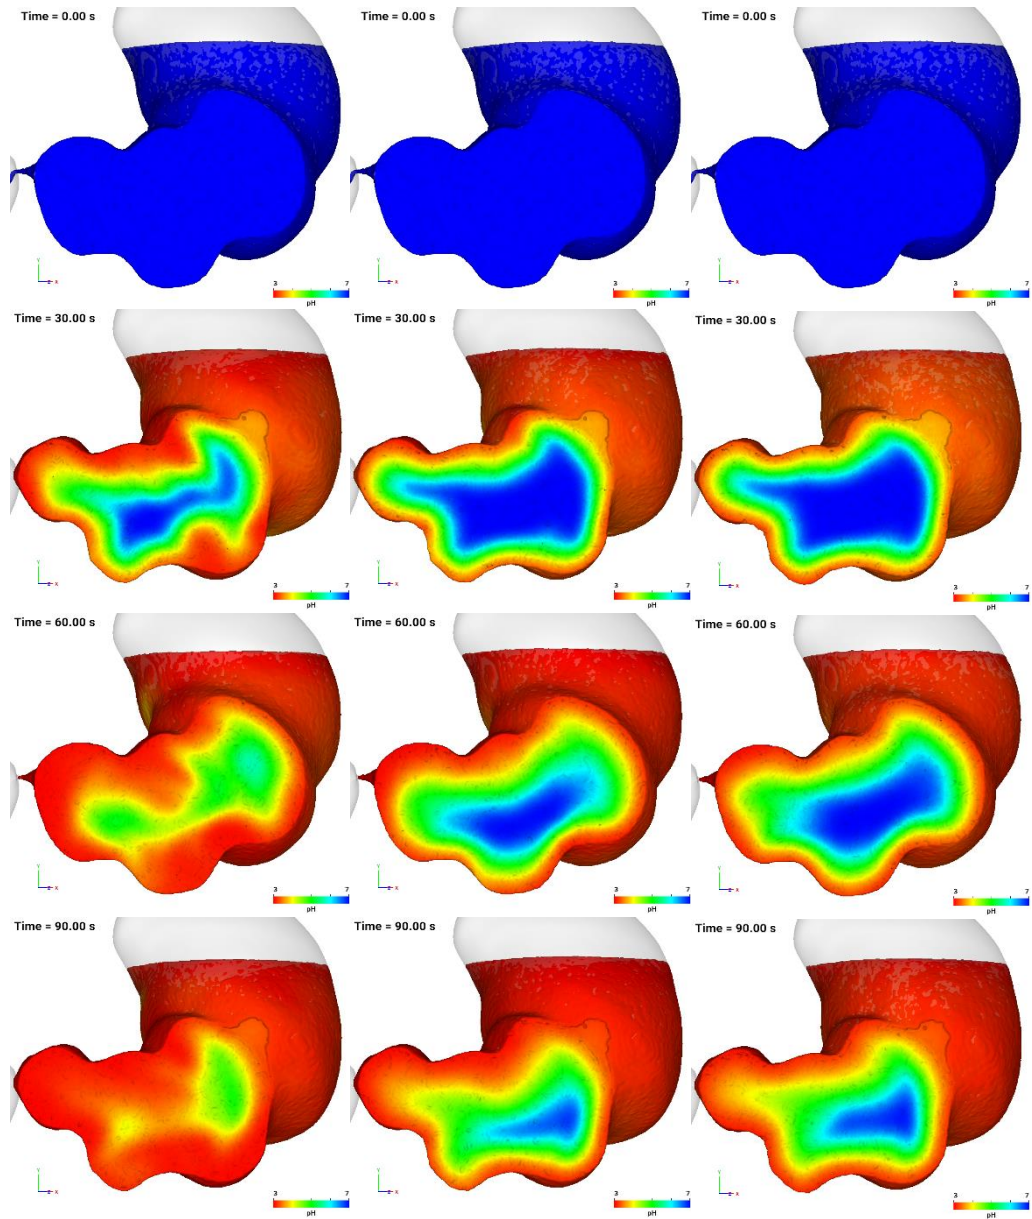 Time = 0.00 s Time = 0.00 s Time = 0.00 s
Y Z X 3 7 pH Y Z X 3 7 pH Y Z X 3 7 pH
Time = 30.00 s Time = 30.00 s Time = 30.00 s
Y Z X 3 7 pH Y Z X 3 7 pH Y Z X 3 7 pH
Time = 60.00 s Time = 60.00 s Time = 60.00 s
Y Z X 3 7 pH Y Z X 3 7 pH Y Z X 3 7 pH
Time = 90.00 s Time = 90.00 s Time = 90.00 s
Y Z X 3 7 pH Y Z X 3 7 pH Y Z X 3 7 pH